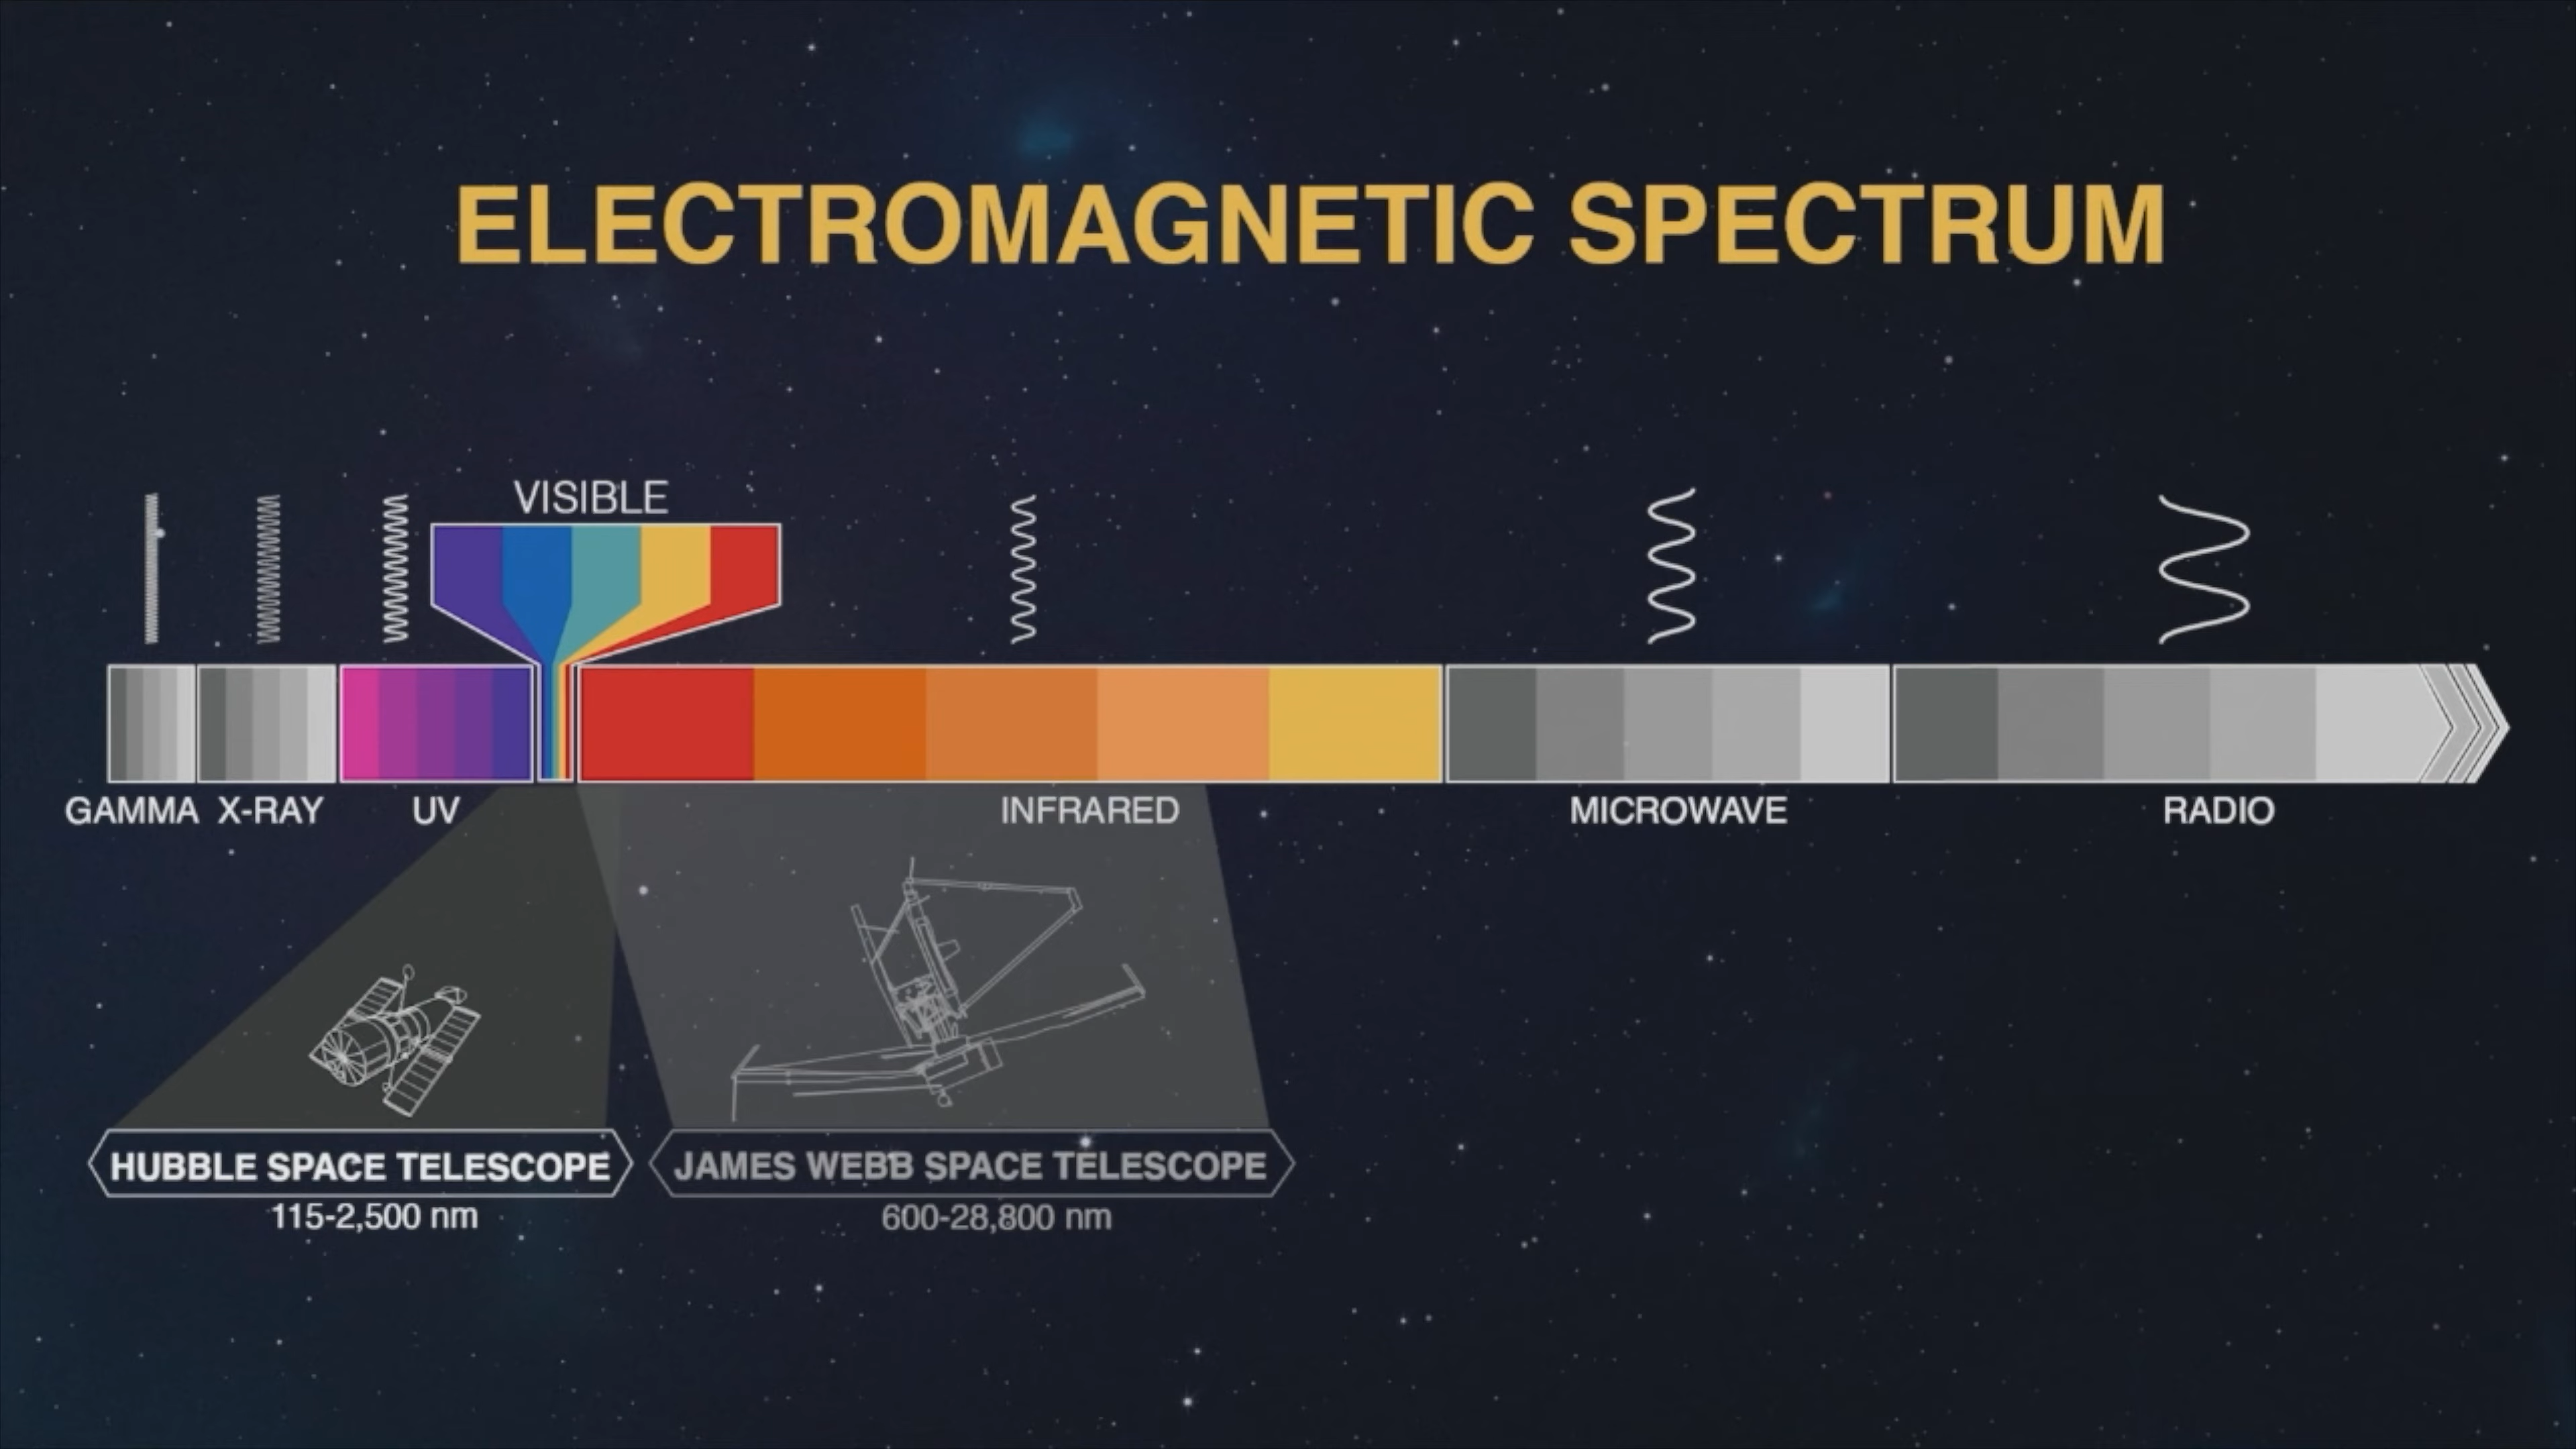 ELECTROMAGNETIC SPECTRUM
VISIBLE
GAMMA X-RAY UV INFRARED MICROWAVE RADIO
HUBBLE SPACE TELESCOPE
115-2,500 nm
JAMES WEBB SPACE TELESCOPE
600-28,800 nm